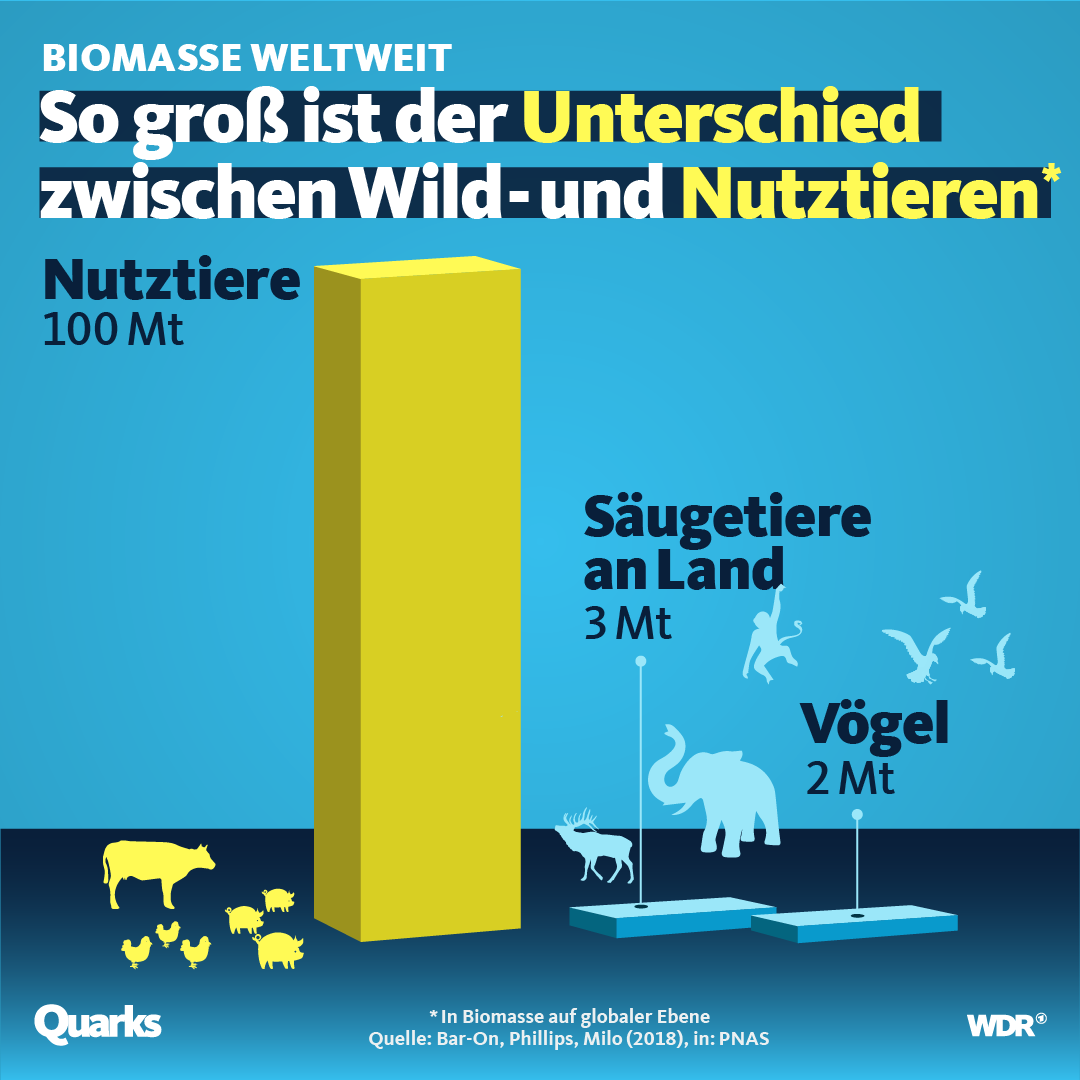 BIOMASSE WELTWEIT
So groß ist der Unterschied
zwischen Wild- und Nutztieren*
Nutztiere
100 Mt
Säugetiere
an Land
3 Mt
Vögel
2 Mt
Quarks
* In Biomasse auf globaler Ebene
Quelle: Bar-On, Phillips, Milo (2018), in: PNAS
WDR